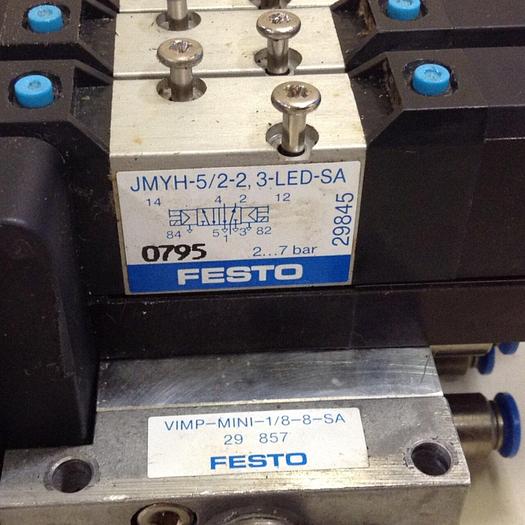 JMYH-5/2-2,3-LED-SA
14 4 2 12
84 5 1 3 82
29845
0795 2...7 bar
FESTO
VIMP-MINI-1/8-8-SA
29 857
FESTO